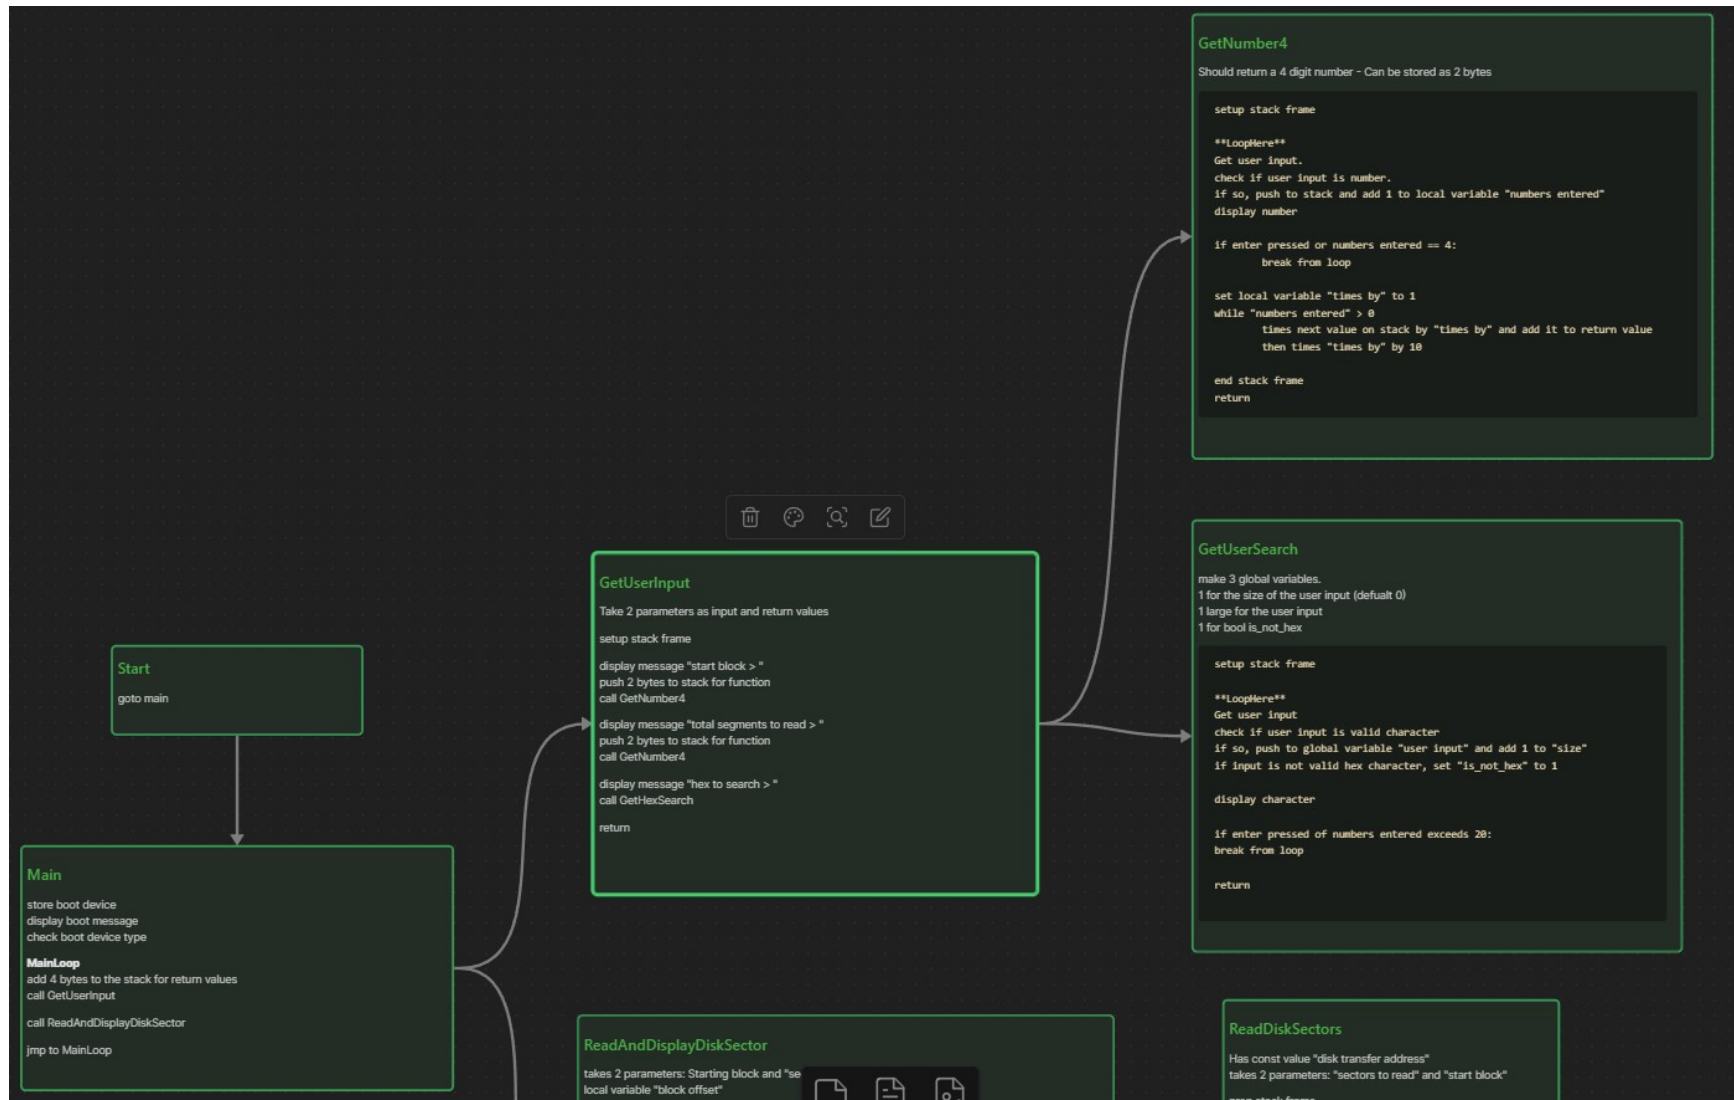 GetNumber4
Should return a 4 digit number - Can be stored as 2 bytes
setup stack frame
**LoopHere**
Get user input.
check if user input is number.
if so, push to stack and add 1 to local variable "numbers entered"
display number
if enter pressed or numbers entered == 4:
break from loop
set local variable "times by" to 1
while "numbers entered" > 0
times next value on stack by "times by" and add it to return value
then times "times by" by 10
end stack frame
return
GetUserSearch
make 3 global variables.
1 for the size of the user input (defualt 0)
1 large for the user input
1 for bool is_not_hex
setup stack frame
**LoopHere**
Get user input
check if user input is valid character
if so, push to global variable "user input" and add 1 to "size"
if input is not valid hex character, set "is_not_hex" to 1
display character
if enter pressed of numbers entered exceeds 20:
break from loop
return
GetUserInput
Take 2 parameters as input and return values
setup stack frame
display message "start block > "
push 2 bytes to stack for function
call GetNumber4
display message "total segments to read > "
push 2 bytes to stack for function
call GetNumber4
display message "hex to search > "
call GetHexSearch
return
Start
goto main
Main
store boot device
display boot message
check boot device type
MainLoop
add 4 bytes to the stack for return values
call GetUserInput
call ReadAndDisplayDiskSector
jmp to MainLoop
ReadAndDisplayDiskSector
takes 2 parameters: Starting block and "se
local variable "block offset"
ReadDiskSectors
Has const value "disk transfer address"
takes 2 parameters: "sectors to read" and "start block"